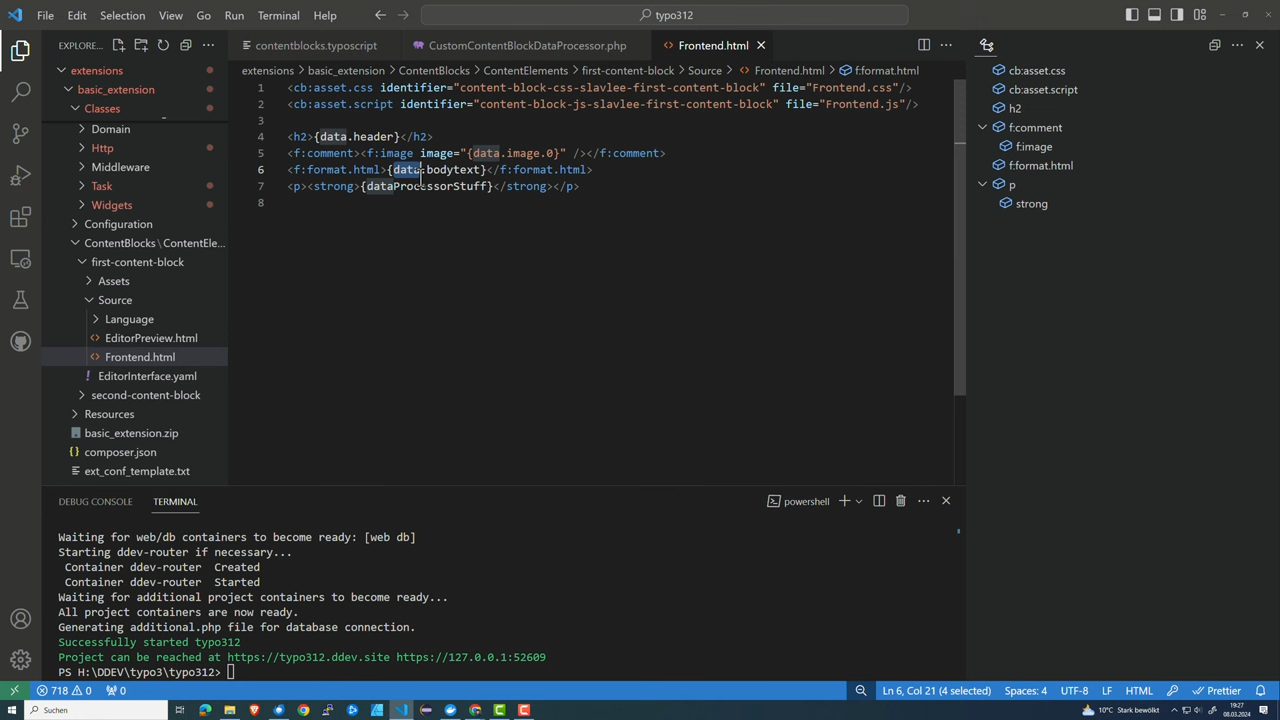 File Edit Selection View Go Run Terminal Help
typo312
EXPLORE...
contentblocks.typoscript
CustomContentBlockDataProcessor.php
Frontend.html
extensions
basic_extension
Classes
Domain
Http
Middleware
Task
Widgets
Configuration
ContentBlocks\ContentEle...
first-content-block
Assets
Source
Language
EditorPreview.html
Frontend.html
EditorInterface.yaml
second-content-block
Resources
basic_extension.zip
composer.json
ext_conf_template.txt
extensions > basic_extension > ContentBlocks > ContentElements > first-content-block > Source > Frontend.html > f:format.html
1 <cb:asset.css identifier="content-block-css-slavlee-first-content-block" file="Frontend.css"/>
2 <cb:asset.script identifier="content-block-js-slavlee-first-content-block" file="Frontend.js"/>
3
4 <h2>{data.header}</h2>
5 <f:comment><f:image image="{data.image.0}" /></f:comment>
6 <f:format.html>{data.bodytext}</f:format.html>
7 <p><strong>{dataProcessorStuff}</strong></p>
8
cb:asset.css
cb:asset.script
h2
f:comment
f:image
f:format.html
p
strong
DEBUG CONSOLE TERMINAL
powershell
Waiting for web/db containers to become ready: [web db]
Starting ddev-router if necessary...
Container ddev-router Created
Container ddev-router Started
Waiting for additional project containers to become ready...
All project containers are now ready.
Generating additional.php file for database connection.
Successfully started typo312
Project can be reached at https://typo312.ddev.site https://127.0.0.1:52609
PS H:\DDEV\typo3\typo312>
718 0 0
Ln 6, Col 21 (4 selected) Spaces: 4 UTF-8 LF HTML Prettier
Suchen
10°C Stark bewölkt
19:27
08.03.2024